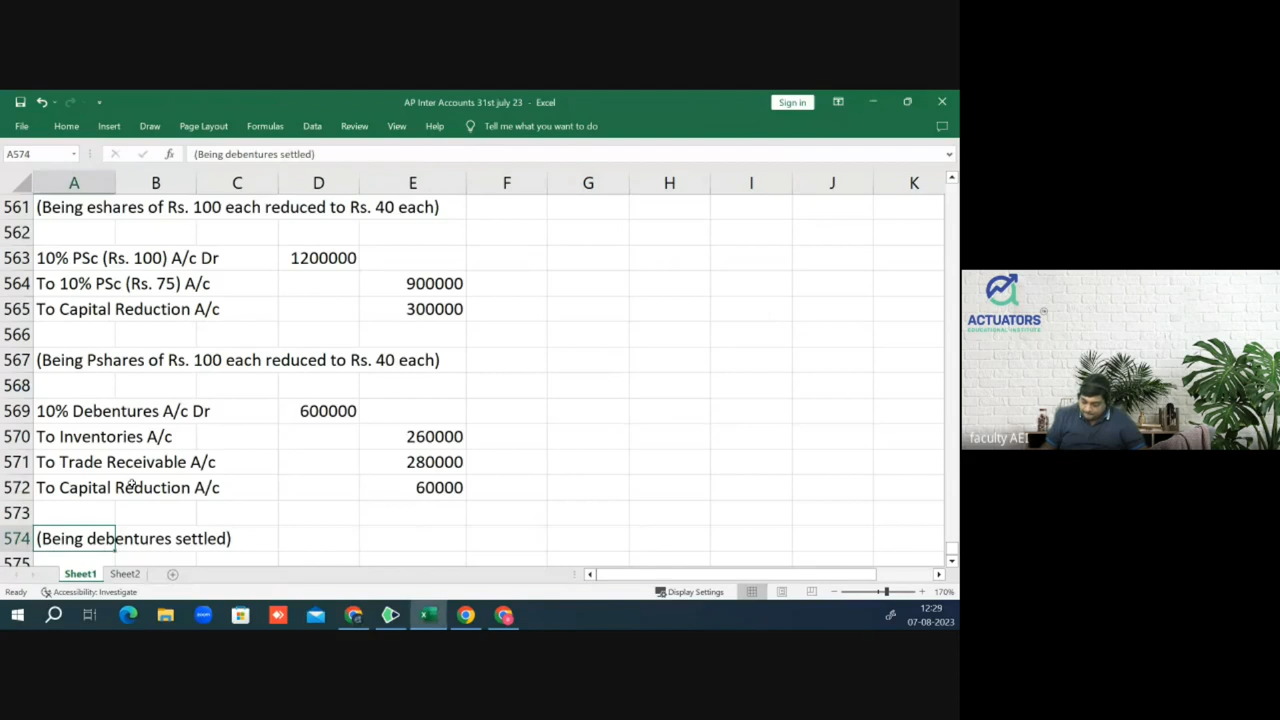 AP Inter Accounts 31st july 23 - Excel
Sign in
File Home Insert Draw Page Layout Formulas Data Review View Help Tell me what you want to do
A574 fx (Being debentures settled)
A B C D E F G H I J K
561 (Being eshares of Rs. 100 each reduced to Rs. 40 each)
562
563 10% PSc (Rs. 100) A/c Dr 1200000
564 To 10% PSc (Rs. 75) A/c 900000
565 To Capital Reduction A/c 300000
566
567 (Being Pshares of Rs. 100 each reduced to Rs. 40 each)
568
569 10% Debentures A/c Dr 600000
570 To Inventories A/c 260000
571 To Trade Receivable A/c 280000
572 To Capital Reduction A/c 60000
573
574 (Being debentures settled)
575
Sheet1 Sheet2
Ready Accessibility: Investigate Display Settings 170%
zoom
12:29
07-08-2023
ACTUATORS
EDUCATIONAL INSTITUTE
faculty AEI